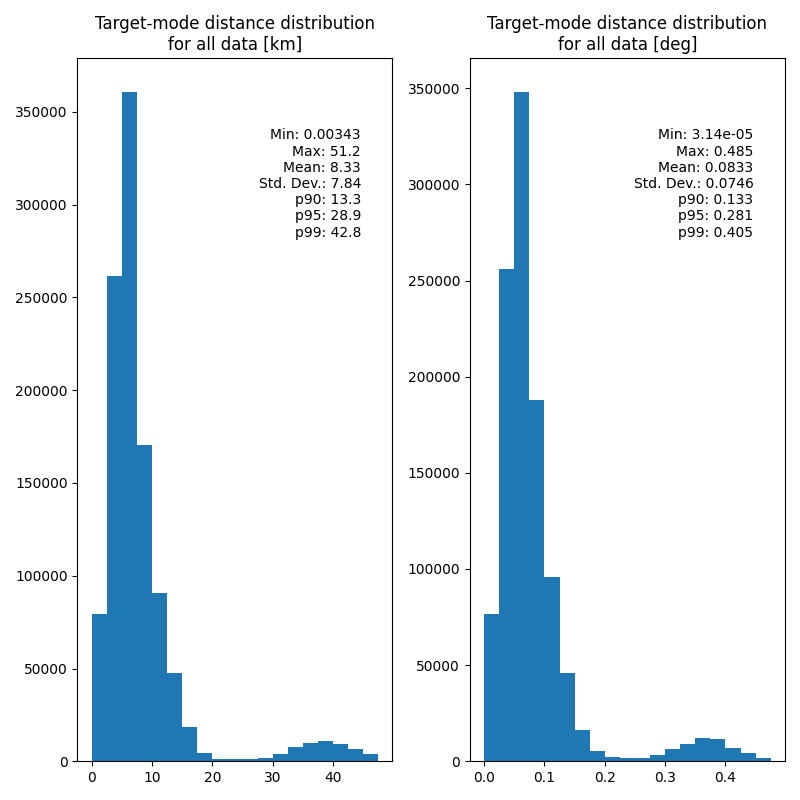 Target-mode distance distribution
for all data [km]
350000
300000
250000
200000
150000
100000
50000
0
Min: 0.00343
Max: 51.2
Mean: 8.33
Std. Dev.: 7.84
p90: 13.3
p95: 28.9
p99: 42.8
0
10
20
30
40
Target-mode distance distribution
for all data [deg]
350000
300000
250000
200000
150000
100000
50000
0
Min: 3.14e-05
Max: 0.485
Mean: 0.0833
Std. Dev.: 0.0746
p90: 0.133
p95: 0.281
p99: 0.405
0.0
0.1
0.2
0.3
0.4